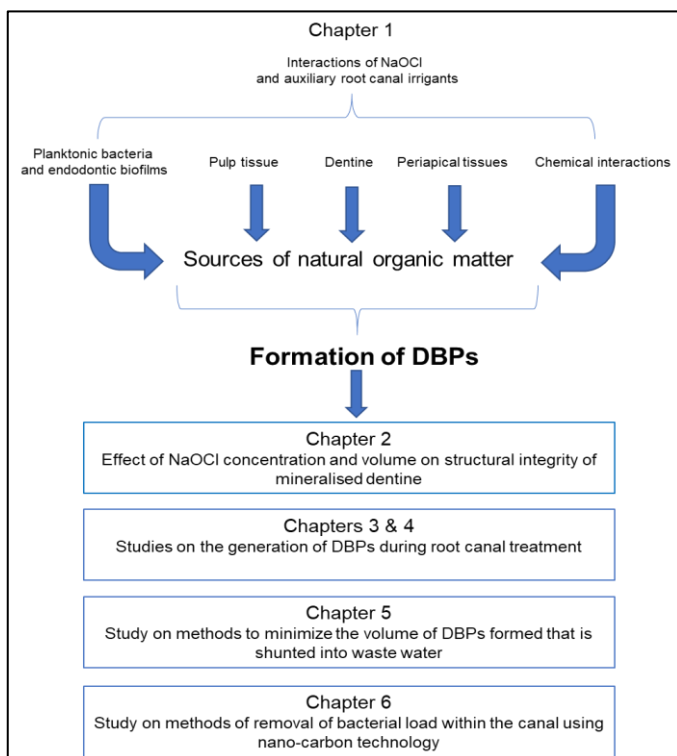 Chapter 1
Interactions of NaOCl
and auxiliary root canal irrigants
Planktonic bacteria
and endodontic biofilms
Pulp tissue
Dentine
Periapical tissues
Chemical interactions
Sources of natural organic matter
Formation of DBPs
Chapter 2
Effect of NaOCl concentration and volume on structural integrity of
mineralised dentine
Chapters 3 & 4
Studies on the generation of DBPs during root canal treatment
Chapter 5
Study on methods to minimize the volume of DBPs formed that is
shunted into waste water
Chapter 6
Study on methods of removal of bacterial load within the canal using
nano-carbon technology